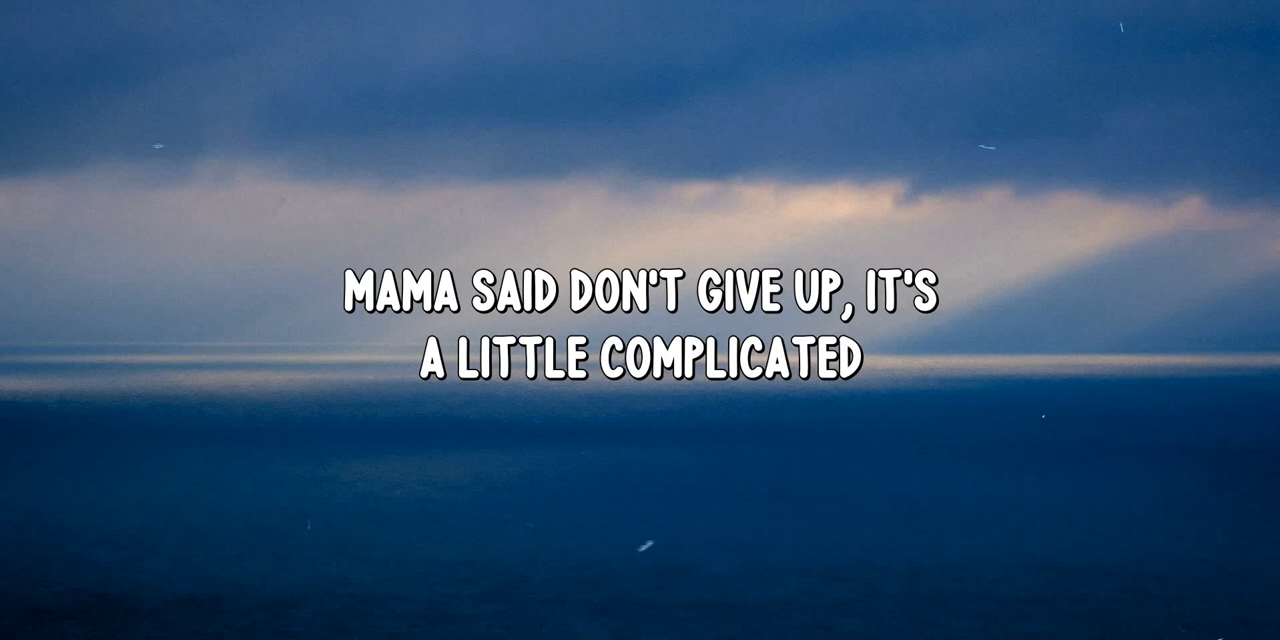 MAMA SAID DON'T GIVE UP, IT'S
A LITTLE COMPLICATED